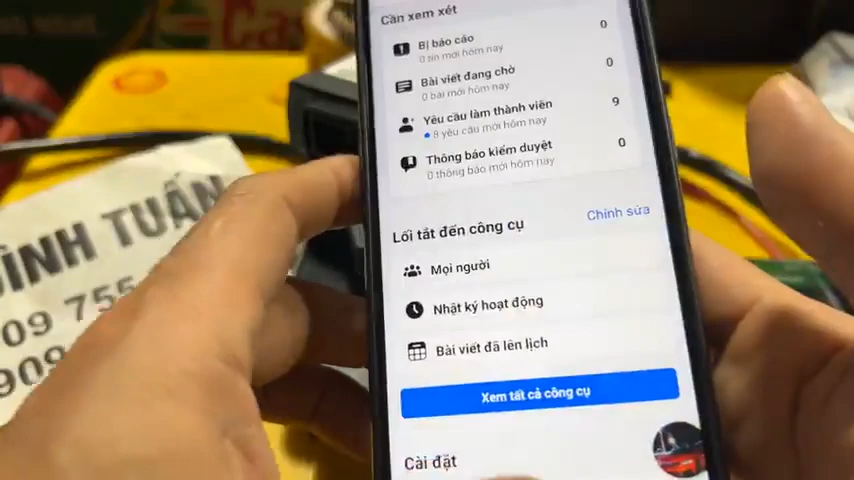 Cần xem xét
Bị báo cáo
0
0 tin mới hôm nay
Bài viết đang chờ
0
0 bài mới hôm nay
Yêu cầu làm thành viên
9
8 yêu cầu mới hôm nay
Thông báo kiểm duyệt
0
0 thông báo mới hôm nay
Lối tắt đến công cụ
Chỉnh sửa
Mọi người
Nhật ký hoạt động
Bài viết đã lên lịch
Xem tất cả công cụ
Cài đặt
ĐÌNH TUẤN
09 755
0909